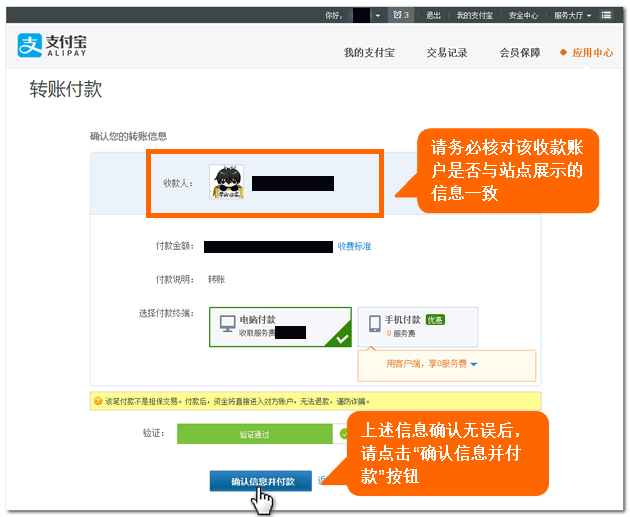 你好， 3 退出 我的支付宝 安全中心 服务大厅
支付宝
ALIPAY
我的支付宝 交易记录 会员保障 应用中心
转账付款
确认您的转账信息
请务必核对该收款账
户是否与站点展示的
信息一致
收款人：
付款金额： 收费标准
付款说明： 转账
选择付款终端： 电脑付款 手机付款 优惠
收取服务费 0 服务费
用客户端，享0服务费
该笔付款不是担保交易。付款后，资金将直接进入对方账户，无法退款，谨防诈骗。
验证： 验证通过
上述信息确认无误后，
请点击“确认信息并付
款”按钮
确认信息并付款